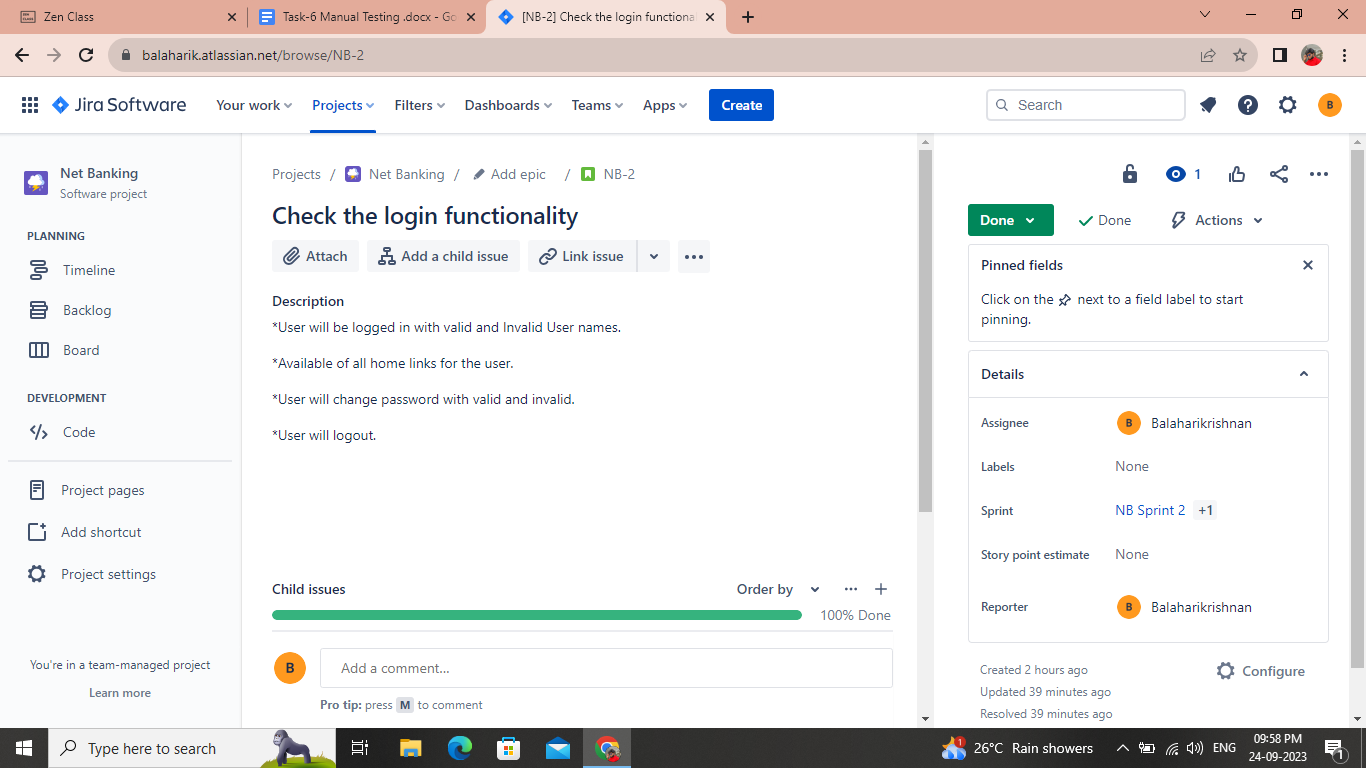 Zen Class
Task-6 Manual Testing .docx - Go
[NB-2] Check the login functiona
balaharik.atlassian.net/browse/NB-2
Jira Software
Your work
Projects
Filters
Dashboards
Teams
Apps
Create
Search
B
Net Banking
Software project
PLANNING
Timeline
Backlog
Board
DEVELOPMENT
Code
Project pages
Add shortcut
Project settings
You're in a team-managed project
Learn more
Projects / Net Banking / Add epic / NB-2
Check the login functionality
Attach
Add a child issue
Link issue
Description
*User will be logged in with valid and Invalid User names.
*Available of all home links for the user.
*User will change password with valid and invalid.
*User will logout.
Child issues
Order by
100% Done
B
Add a comment...
Pro tip: press M to comment
1
Done
Done
Actions
Pinned fields
Click on the next to a field label to start
pinning.
Details
Assignee B Balaharikrishnan
Labels None
Sprint NB Sprint 2 +1
Story point estimate None
Reporter B Balaharikrishnan
Created 2 hours ago
Configure
Updated 39 minutes ago
Resolved 39 minutes ago
Type here to search
1
26°C Rain showers
ENG
09:58 PM
24-09-2023
1